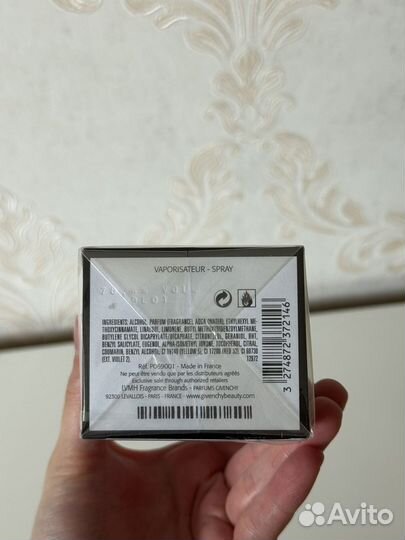 VAPORISATEUR - SPRAY
INGREDIENTS: ALCOHOL, PARFUM (FRAGRANCE), AQUA (WATER), ETHYLHEXYL ME-
THOXYCINNAMATE, LINALOOL, LIMONENE, BUTYL METHOXYDIBENZOYLMETHANE,
BUTYLENE GLYCOL DICAPRYLATE/DICAPRATE, CITRONELLOL, GERANIOL, BHT,
BENZYL SALICYLATE, EUGENOL, ALPHA-ISOMETHYL IONONE, TOCOPHEROL, CITRAL,
COUMARIN, BENZYL ALCOHOL, CI 19140 (YELLOW 5), CI 17200 (RED 33), CI 60730
(EXT. VIOLET 2). 12972
Réf. P069001 - Made in France
Ne peut être vendu que par les distributeurs agréés
Exclusive sale through authorized retailers
LVMH Fragrance Brands - PARFUMS GIVENCHY
92300 LEVALLOIS - PARIS - FRANCE - www.givenchybeauty.com
3 274872 372146
Avito